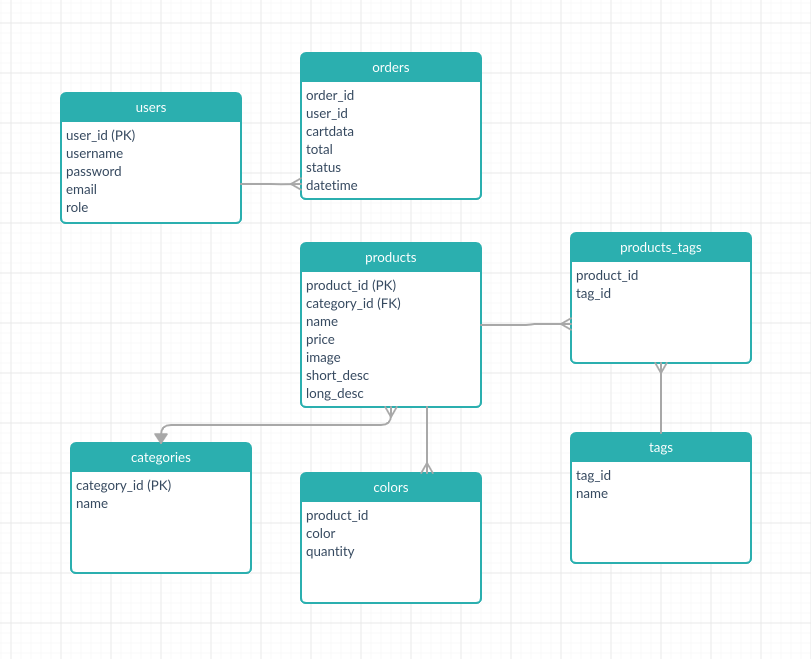 users
user_id (PK)
username
password
email
role
orders
order_id
user_id
cartdata
total
status
datetime
products
product_id (PK)
category_id (FK)
name
price
image
short_desc
long_desc
products_tags
product_id
tag_id
categories
category_id (PK)
name
colors
product_id
color
quantity
tags
tag_id
name